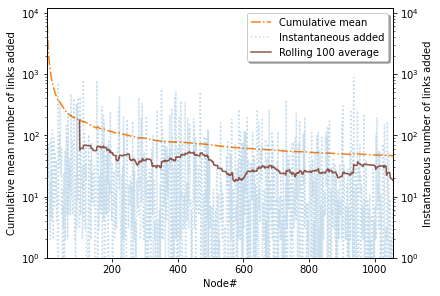 Cumulative mean
Instantaneous added
Rolling 100 average
Cumulative mean number of links added
10⁴
10³
10²
10¹
10⁰
10⁴
10³
10²
10¹
10⁰
Instantaneous number of links added
200
400
600
800
1000
Node#